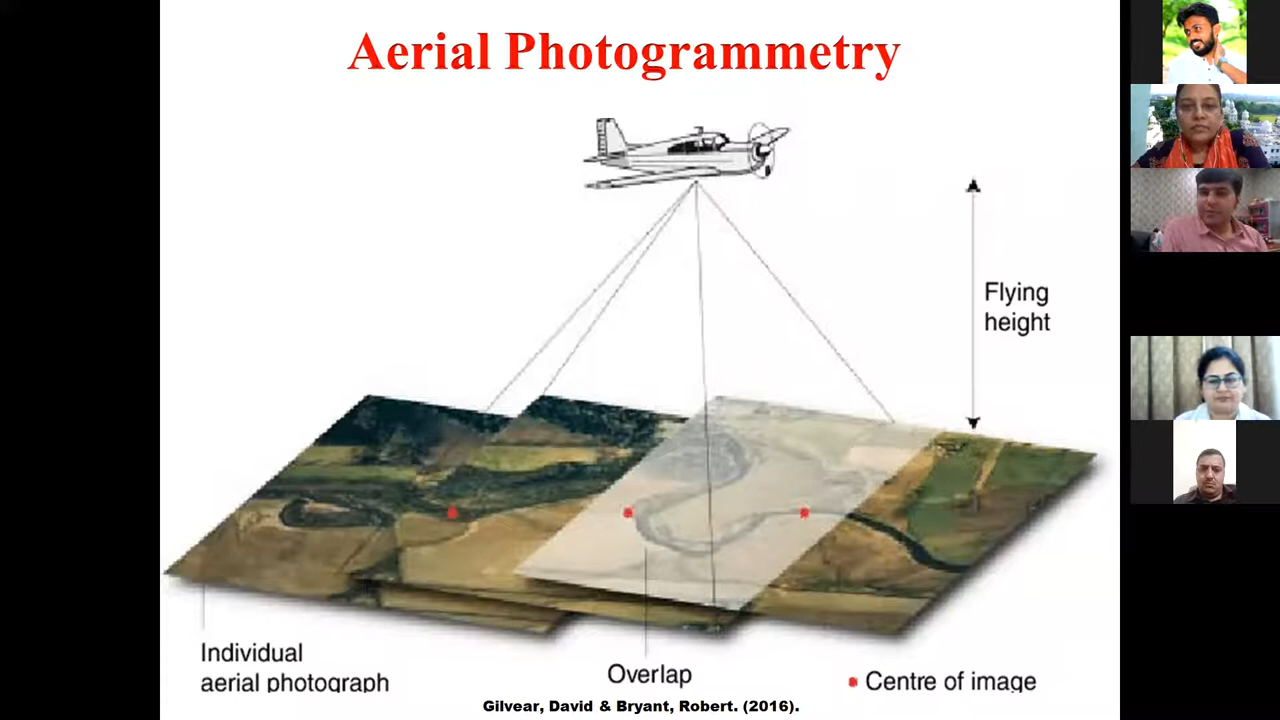 Aerial Photogrammetry
Flying
height
Individual
aerial photograph
Overlap
Centre of image
Gilvear, David & Bryant, Robert. (2016).